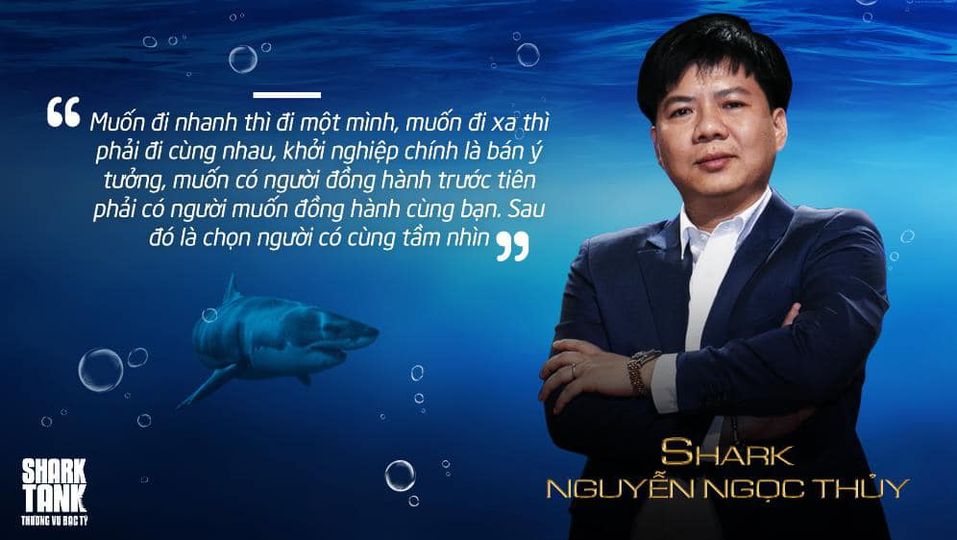 “ Muốn đi nhanh thì đi một mình, muốn đi xa thì
phải đi cùng nhau, khởi nghiệp chính là bán ý
tưởng, muốn có người đồng hành trước tiên
phải có người muốn đồng hành cùng bạn. Sau
đó là chọn người có cùng tầm nhìn ”
SHARK
NGUYỄN NGỌC THỦY
SHARK
TANK
THƯƠNG VỤ BẠC TỶ